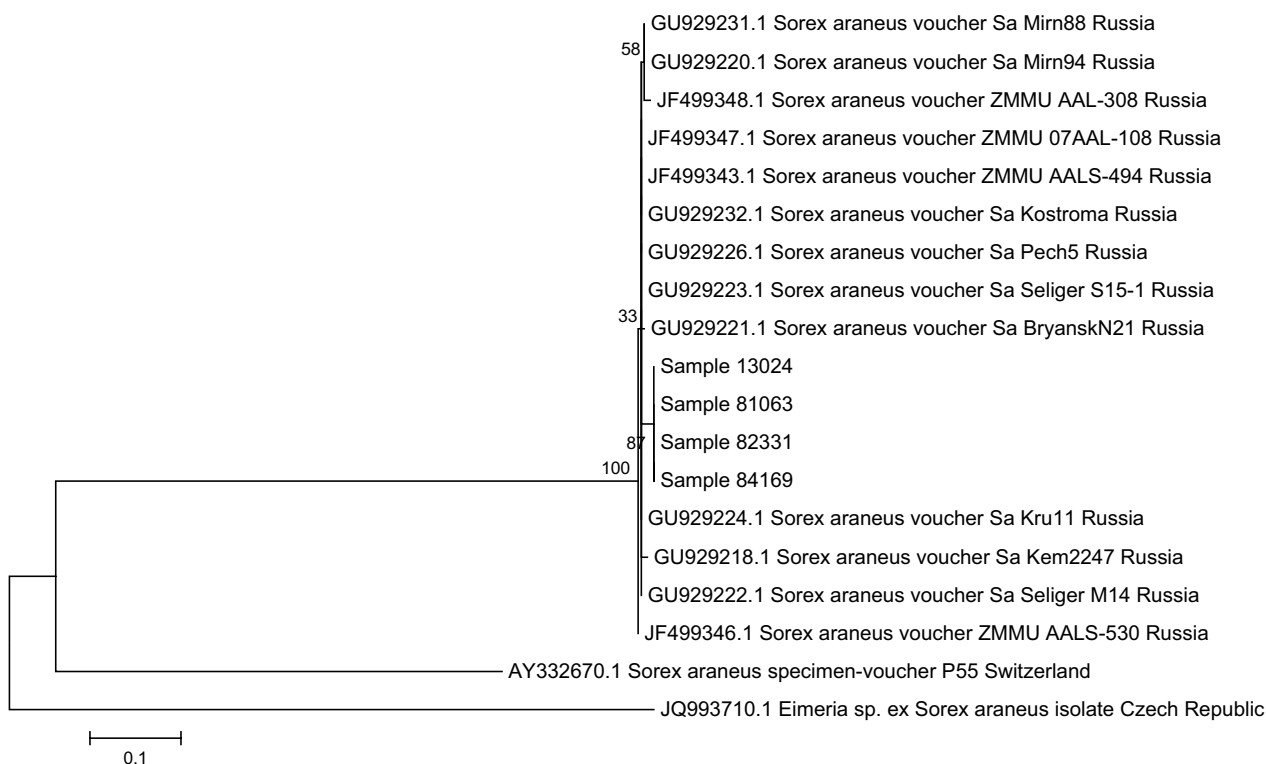 GU929231.1 Sorex araneus voucher Sa Mirn88 Russia
58
GU929220.1 Sorex araneus voucher Sa Mirn94 Russia
JF499348.1 Sorex araneus voucher ZMMU AAL-308 Russia
JF499347.1 Sorex araneus voucher ZMMU 07AAL-108 Russia
JF499343.1 Sorex araneus voucher ZMMU AALS-494 Russia
GU929232.1 Sorex araneus voucher Sa Kostroma Russia
GU929226.1 Sorex araneus voucher Sa Pech5 Russia
GU929223.1 Sorex araneus voucher Sa Seliger S15-1 Russia
33
GU929221.1 Sorex araneus voucher Sa BryanskN21 Russia
Sample 13024
Sample 81063
87
Sample 82331
100
Sample 84169
GU929224.1 Sorex araneus voucher Sa Kru11 Russia
GU929218.1 Sorex araneus voucher Sa Kem2247 Russia
GU929222.1 Sorex araneus voucher Sa Seliger M14 Russia
JF499346.1 Sorex araneus voucher ZMMU AALS-530 Russia
AY332670.1 Sorex araneus specimen-voucher P55 Switzerland
JQ993710.1 Eimeria sp. ex Sorex araneus isolate Czech Republic
0.1